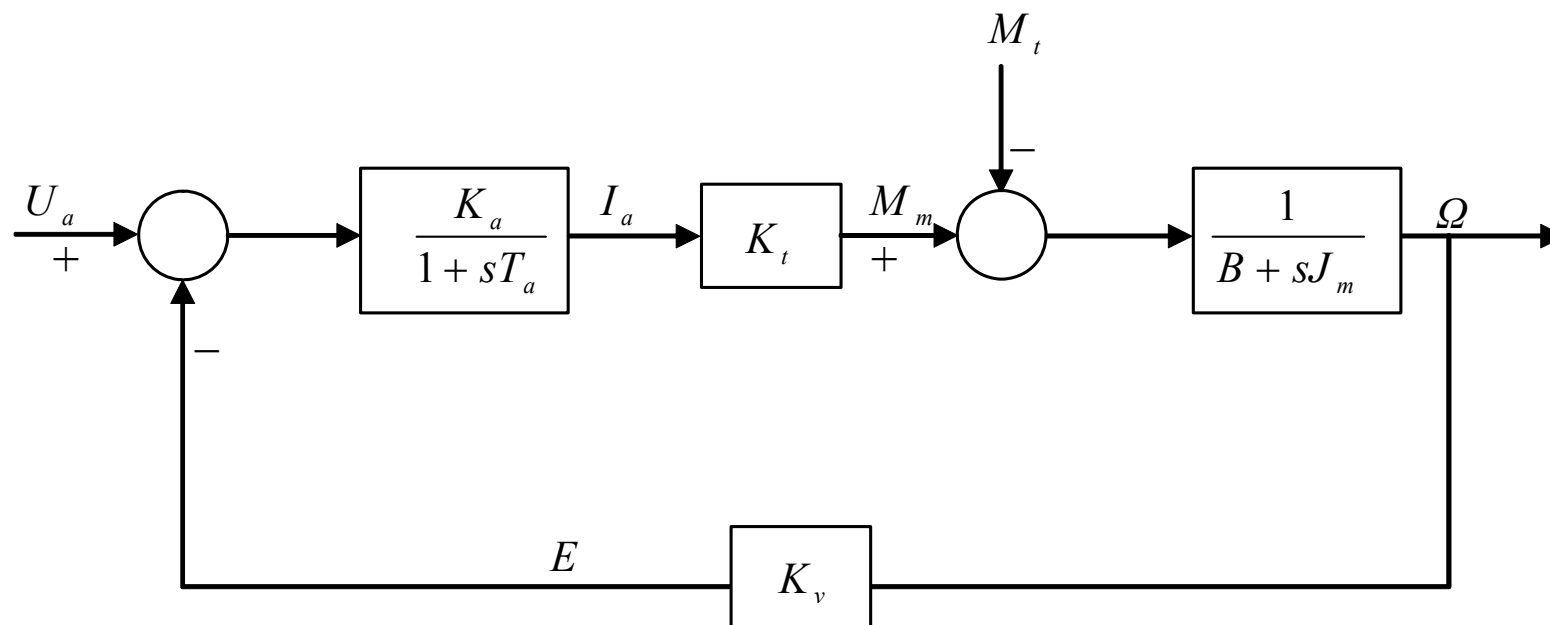 M_t
−
U_a
+
K_a
1 + sT_a
I_a
K_t
M_m
+
1
B + sJ_m
Ω
−
E
K_v